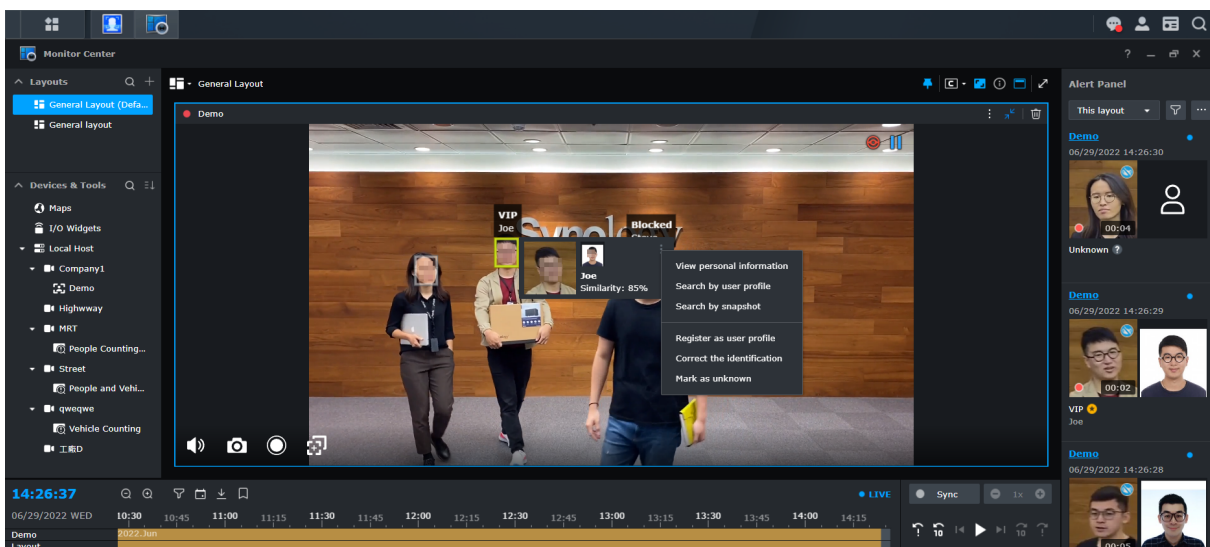 Monitor Center
Layouts
General Layout (Defa...
General layout
Devices & Tools
Maps
I/O Widgets
Local Host
Company1
Demo
Highwway
MRT
People Counting...
Street
People and Vehi...
qweqwe
Vehicle Counting
工廠D
General Layout
Demo
Synology
VIP
Joe
Blocked
Joe
Similarity: 85%
View personal information
Search by user profile
Search by snapshot
Register as user profile
Correct the identification
Mark as unknown
Alert Panel
This layout
Demo
06/29/2022 14:26:30
00:04
Unknown
Demo
06/29/2022 14:26:29
00:02
VIP
Joe
Demo
06/29/2022 14:26:28
00:05
14:26:37
LIVE
Sync
1x
06/29/2022 WED
10:30 10:45 11:00 11:15 11:30 11:45 12:00 12:15 12:30 12:45 13:00 13:15 13:30 13:45 14:00 14:15
10 10
Demo
2022.Jun
Layout